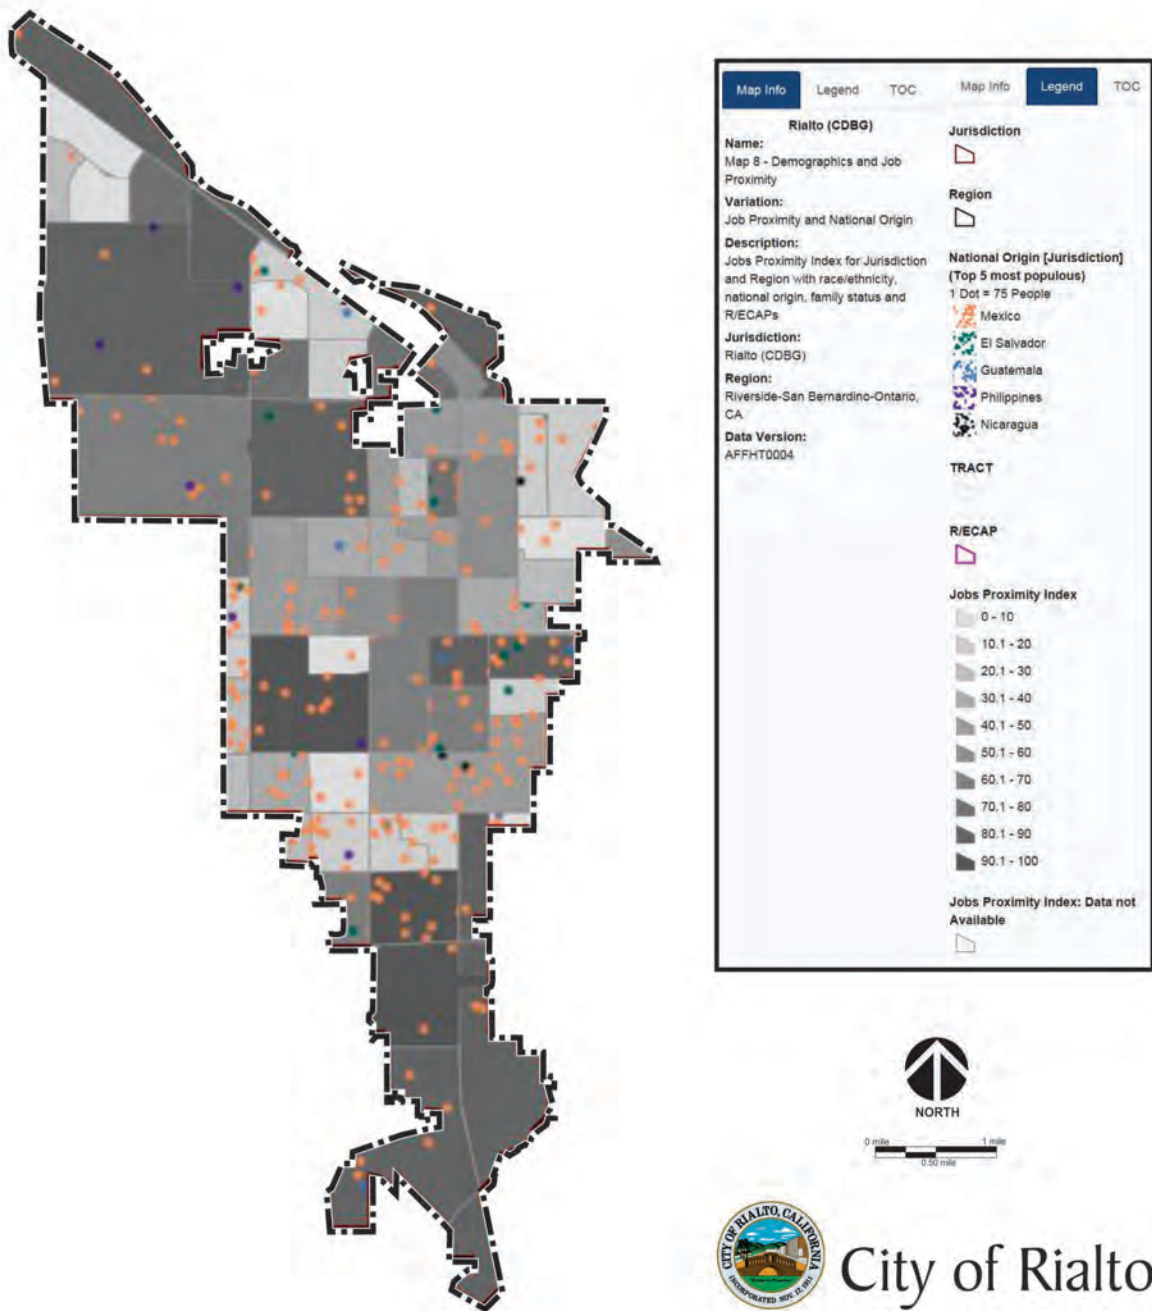 Map Info Legend TOC
Rialto (CDBG)
Name:
Map 8 - Demographics and Job
Proximity
Variation:
Job Proximity and National Origin
Description:
Jobs Proximity Index for Jurisdiction
and Region with race/ethnicity,
national origin, family status and
R/ECAPs
Jurisdiction:
Rialto (CDBG)
Region:
Riverside-San Bernardino-Ontario,
CA
Data Version:
AFFHT0004
Map Info Legend TOC
Jurisdiction
Region
National Origin [Jurisdiction]
(Top 5 most populous)
1 Dot = 75 People
Mexico
El Salvador
Guatemala
Philippines
Nicaragua
TRACT
R/ECAP
Jobs Proximity Index
0 - 10
10.1 - 20
20.1 - 30
30.1 - 40
40.1 - 50
50.1 - 60
60.1 - 70
70.1 - 80
80.1 - 90
90.1 - 100
Jobs Proximity Index: Data not
Available
NORTH
0 mile 1 mile
0.50 mile
CITY OF RIALTO, CALIFORNIA
INCORPORATED NOV. 17, 1911
City of Rialto